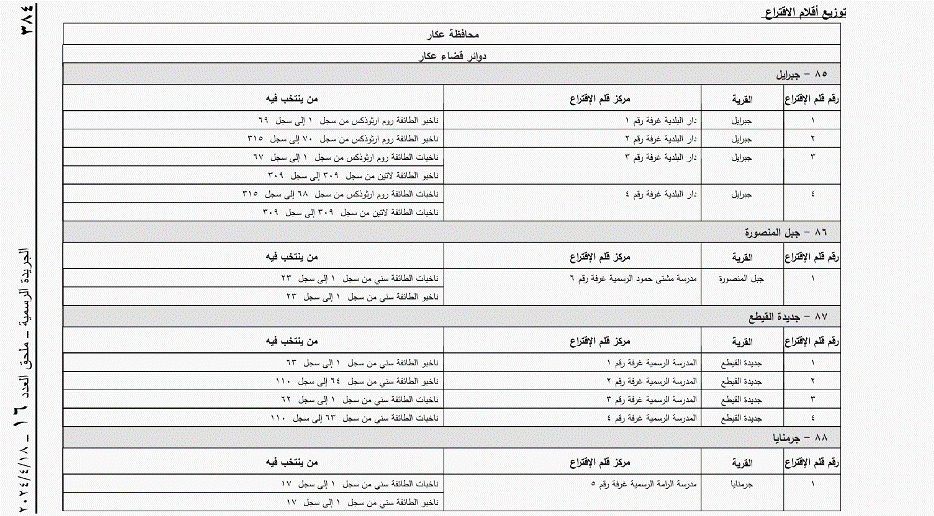 توزيع أقلام الاقتراع
٣٨٤
محافظة عكار
دوائر قضاء عكار
٨٥ - جبرايل
رقم قلم الإقتراع القرية مركز قلم الإقتراع من ينتخب فيه
١ جبرايل دار البلدية غرفة رقم ١ ناخبو الطائفة روم ارثوذكس من سجل ١ إلى سجل ٦٩
٢ جبرايل دار البلدية غرفة رقم ٢ ناخبو الطائفة روم ارثوذكس من سجل ٧٠ إلى سجل ٣١٥
٣ جبرايل دار البلدية غرفة رقم ٣ ناخبات الطائفة روم ارثوذكس من سجل ١ إلى سجل ٦٧
ناخبو الطائفة لاتين من سجل ٣٠٩ إلى سجل ٣٠٩
٤ جبرايل دار البلدية غرفة رقم ٤ ناخبات الطائفة روم ارثوذكس من سجل ٦٨ إلى سجل ٣١٥
ناخبات الطائفة لاتين من سجل ٣٠٩ إلى سجل ٣٠٩
٨٦ - جبل المنصورة
رقم قلم الإقتراع القرية مركز قلم الإقتراع من ينتخب فيه
١ جبل المنصورة مدرسة مشتى حمود الرسمية غرفة رقم ٦ ناخبات الطائفة سني من سجل ١ إلى سجل ٢٣
ناخبو الطائفة سني من سجل ١ إلى سجل ٢٣
٨٧ - جديدة القيطع
رقم قلم الإقتراع القرية مركز قلم الإقتراع من ينتخب فيه
١ جديدة القيطع المدرسة الرسمية غرفة رقم ١ ناخبو الطائفة سني من سجل ١ إلى سجل ٦٣
٢ جديدة القيطع المدرسة الرسمية غرفة رقم ٢ ناخبو الطائفة سني من سجل ٦٤ إلى سجل ١١٠
٣ جديدة القيطع المدرسة الرسمية غرفة رقم ٣ ناخبات الطائفة سني من سجل ١ إلى سجل ٦٢
٤ جديدة القيطع المدرسة الرسمية غرفة رقم ٤ ناخبات الطائفة سني من سجل ٦٣ إلى سجل ١١٠
٨٨ - جرمنايا
رقم قلم الإقتراع القرية مركز قلم الإقتراع من ينتخب فيه
١ جرمنايا مدرسة الرامة الرسمية غرفة رقم ٥ ناخبات الطائفة سني من سجل ١ إلى سجل ١٧
ناخبو الطائفة سني من سجل ١ إلى سجل ١٧
الجريدة الرسمية – ملحق العدد ١٦ – ٢٠٢٤/٤/١٨